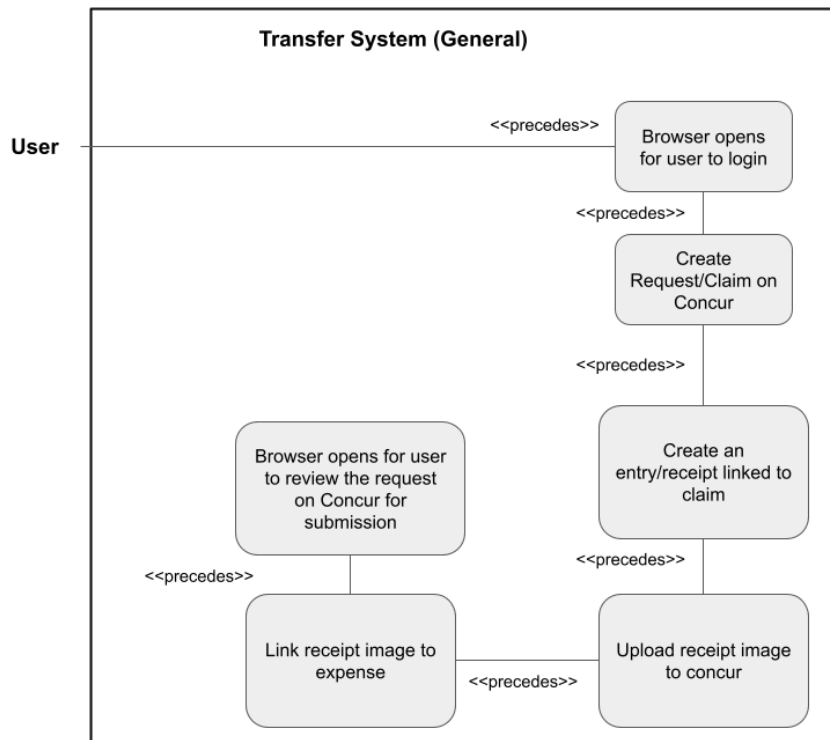 Transfer System (General)
User
<<precedes>>
Browser opens
for user to login
<<precedes>>
Create
Request/Claim on
Concur
<<precedes>>
Create an
entry/receipt linked to
claim
<<precedes>>
Upload receipt image
to concur
<<precedes>>
Link receipt image to
expense
<<precedes>>
Browser opens for user
to review the request
on Concur for
submission